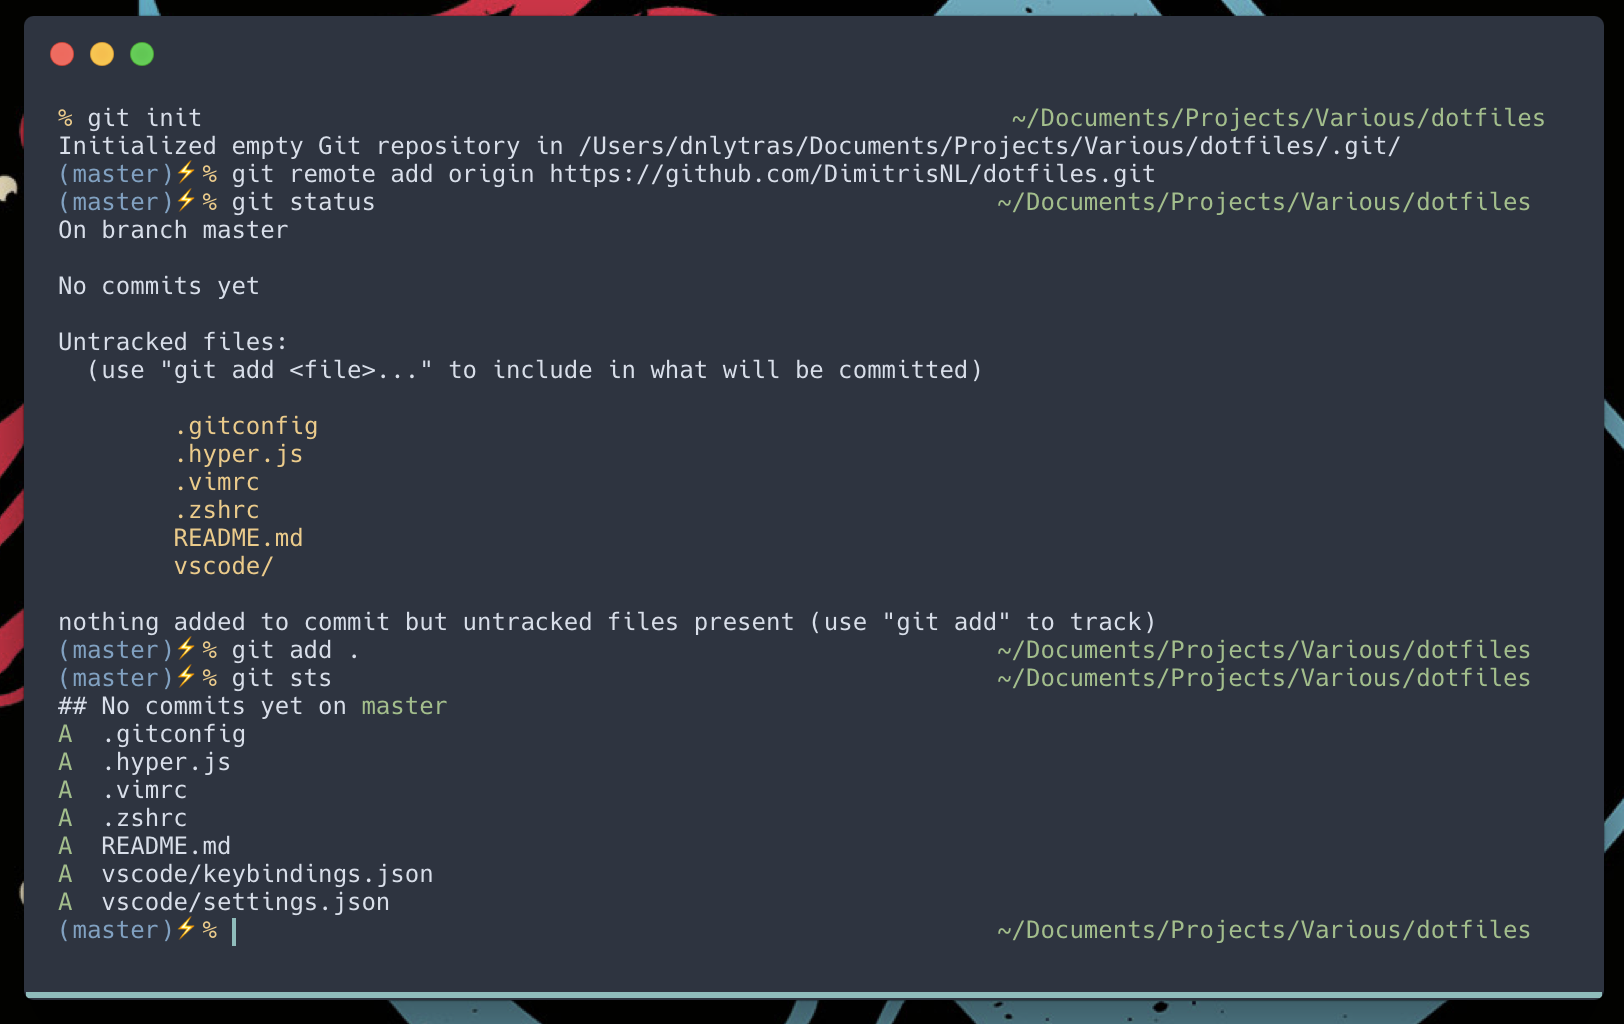 % git init ~/Documents/Projects/Various/dotfiles
Initialized empty Git repository in /Users/dnlytras/Documents/Projects/Various/dotfiles/.git/
(master)⚡% git remote add origin https://github.com/DimitrisNL/dotfiles.git
(master)⚡% git status ~/Documents/Projects/Various/dotfiles
On branch master
No commits yet
Untracked files:
(use "git add <file>..." to include in what will be committed)
.gitconfig
.hyper.js
.vimrc
.zshrc
README.md
vscode/
nothing added to commit but untracked files present (use "git add" to track)
(master)⚡% git add . ~/Documents/Projects/Various/dotfiles
(master)⚡% git sts ~/Documents/Projects/Various/dotfiles
## No commits yet on master
A  .gitconfig
A  .hyper.js
A  .vimrc
A  .zshrc
A  README.md
A  vscode/keybindings.json
A  vscode/settings.json
(master)⚡% ~/Documents/Projects/Various/dotfiles